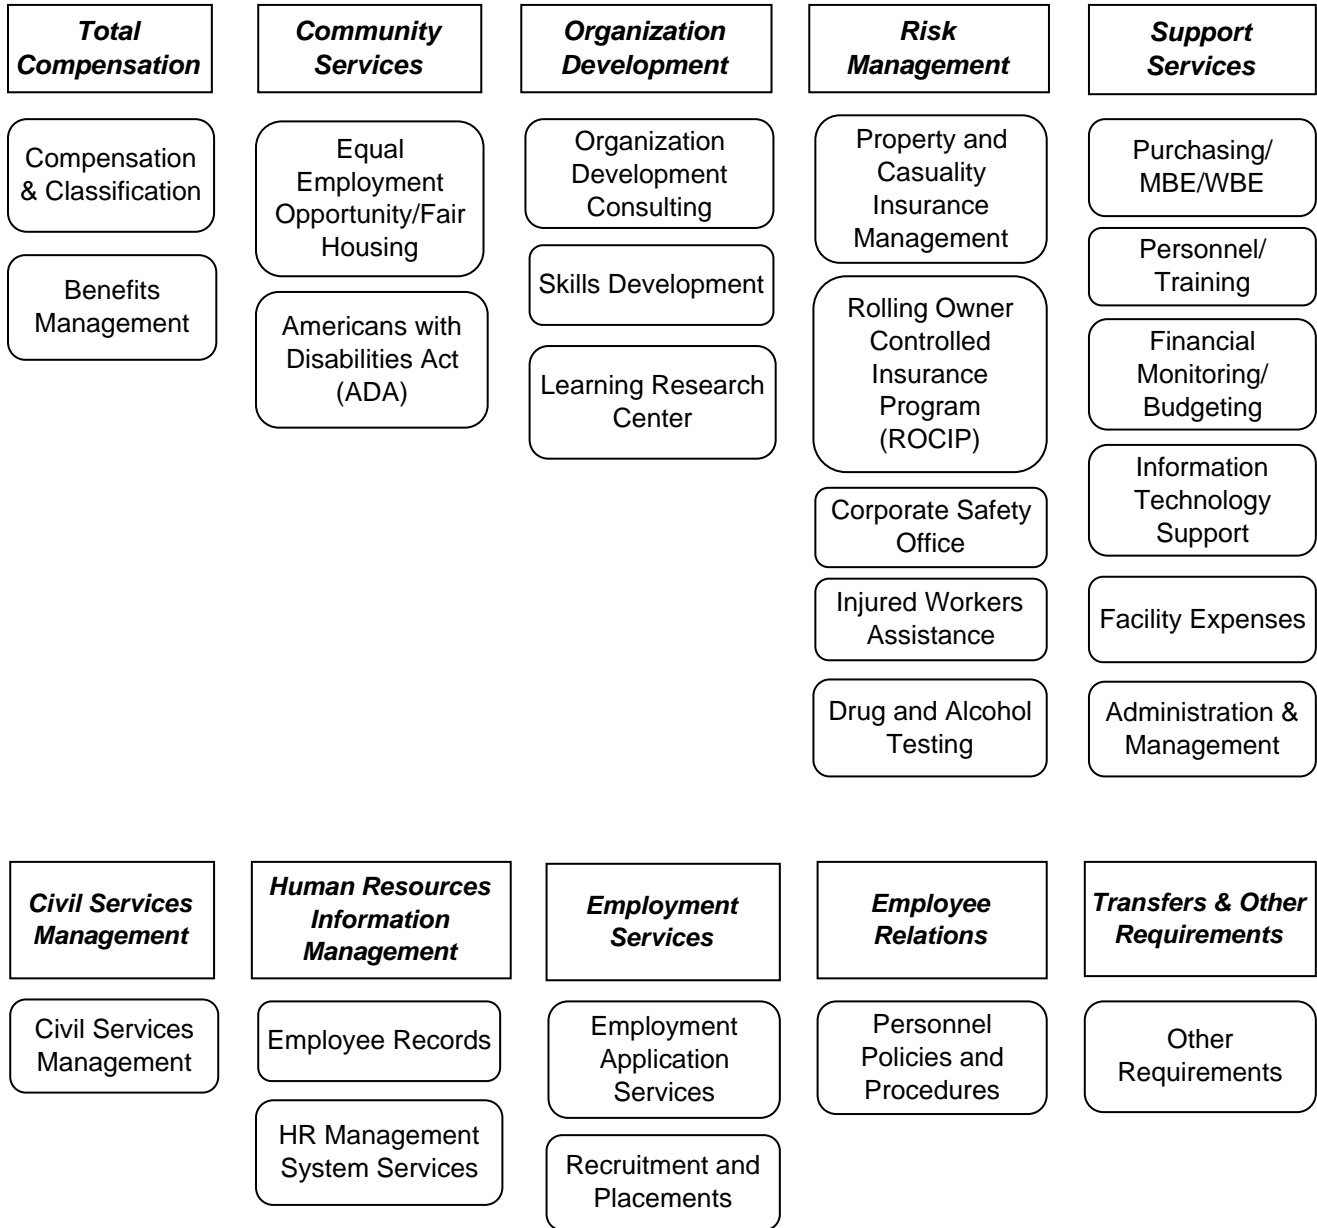 Total
Compensation
Compensation
& Classification
Benefits
Management
Community
Services
Equal
Employment
Opportunity/Fair
Housing
Americans with
Disabilities Act
(ADA)
Organization
Development
Organization
Development
Consulting
Skills Development
Learning Research
Center
Risk
Management
Property and
Casuality
Insurance
Management
Rolling Owner
Controlled
Insurance
Program
(ROCIP)
Corporate Safety
Office
Injured Workers
Assistance
Drug and Alcohol
Testing
Support
Services
Purchasing/
MBE/WBE
Personnel/
Training
Financial
Monitoring/
Budgeting
Information
Technology
Support
Facility Expenses
Administration &
Management
Civil Services
Management
Civil Services
Management
Human Resources
Information
Management
Employee Records
HR Management
System Services
Employment
Services
Employment
Application
Services
Recruitment and
Placements
Employee
Relations
Personnel
Policies and
Procedures
Transfers & Other
Requirements
Other
Requirements